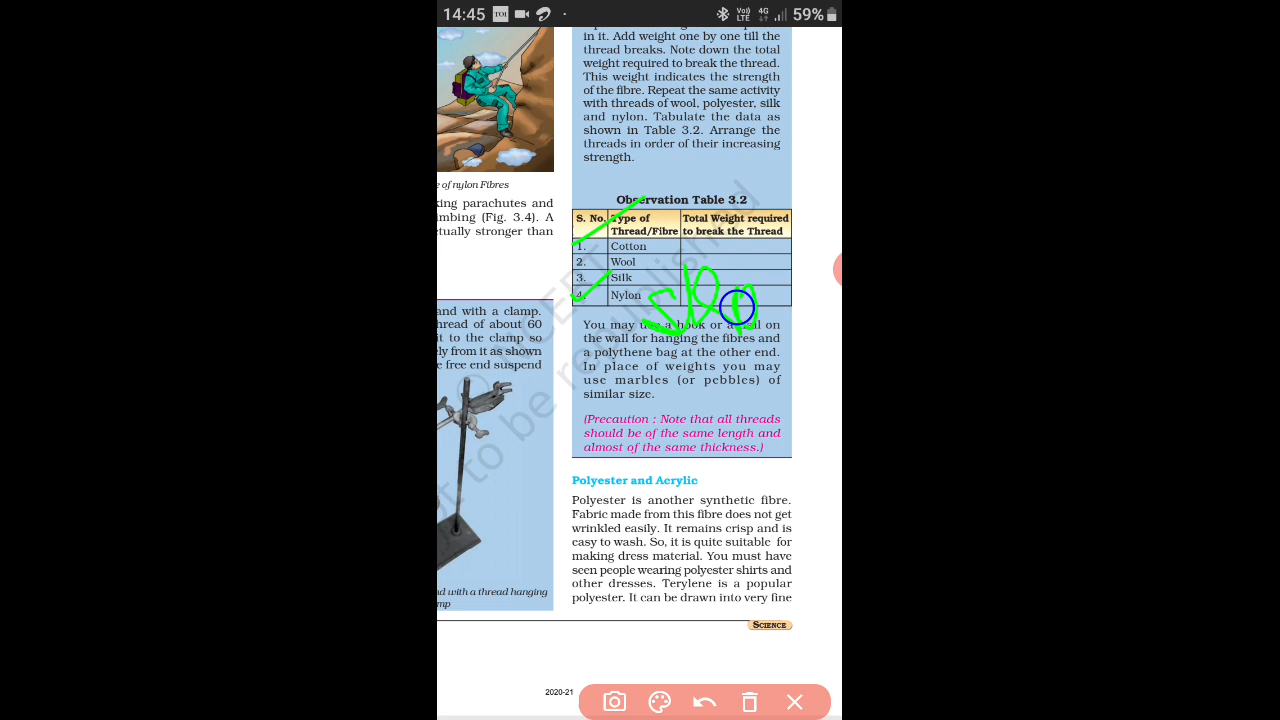 14:45 TOI Vo) LTE 4G 59%
e of nylon Fibres
king parachutes and
imbing (Fig. 3.4). A
ctually stronger than
and with a clamp.
hread of about 60
it to the clamp so
ely from it as shown
e free end suspend
nd with a thread hanging
mp
in it. Add weight one by one till the
thread breaks. Note down the total
weight required to break the thread.
This weight indicates the strength
of the fibre. Repeat the same activity
with threads of wool, polyester, silk
and nylon. Tabulate the data as
shown in Table 3.2. Arrange the
threads in order of their increasing
strength.
Observation Table 3.2
S. No. Type of Thread/Fibre Total Weight required to break the Thread
1. Cotton
2. Wool
3. Silk
4. Nylon
You may use a hook or a nail on
the wall for hanging the fibres and
a polythene bag at the other end.
In place of weights you may
use marbles (or pebbles) of
similar size.
(Precaution : Note that all threads
should be of the same length and
almost of the same thickness.)
Polyester and Acrylic
Polyester is another synthetic fibre.
Fabric made from this fibre does not get
wrinkled easily. It remains crisp and is
easy to wash. So, it is quite suitable for
making dress material. You must have
seen people wearing polyester shirts and
other dresses. Terylene is a popular
polyester. It can be drawn into very fine
SCIENCE
2020-21
© NCERT
not to be republished